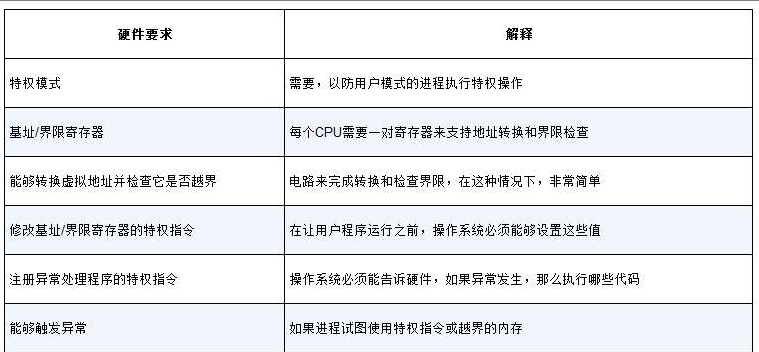 硬件要求 解释
特权模式 需要，以防用户模式的进程执行特权操作
基址/界限寄存器 每个CPU需要一对寄存器来支持地址转换和界限检查
能够转换虚拟地址并检查它是否越界 电路来完成转换和检查界限，在这种情况下，非常简单
修改基址/界限寄存器的特权指令 在让用户程序运行之前，操作系统必须能够设置这些值
注册异常处理程序的特权指令 操作系统必须能告诉硬件，如果异常发生，那么执行哪些代码
能够触发异常 如果进程试图使用特权指令或越界的内存